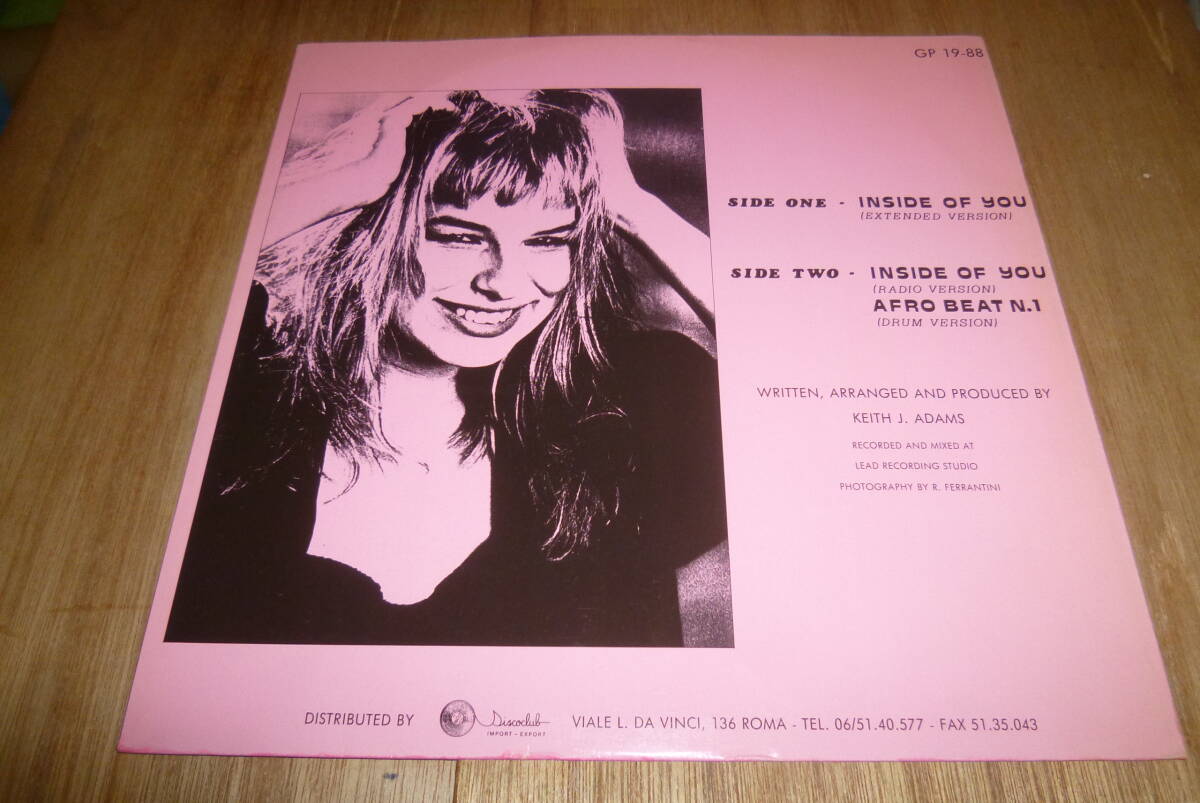 GP 19-88
SIDE ONE - INSIDE OF YOU
(EXTENDED VERSION)
SIDE TWO - INSIDE OF YOU
(RADIO VERSION)
AFRO BEAT N.1
(DRUM VERSION)
WRITTEN, ARRANGED AND PRODUCED BY
KEITH J. ADAMS
RECORDED AND MIXED AT
LEAD RECORDING STUDIO
PHOTOGRAPHY BY R. FERRANTINI
DISTRIBUTED BY Discoclub VIALE L. DA VINCI, 136 ROMA - TEL. 06/51.40.577 - FAX 51.35.043
IMPORT - EXPORT